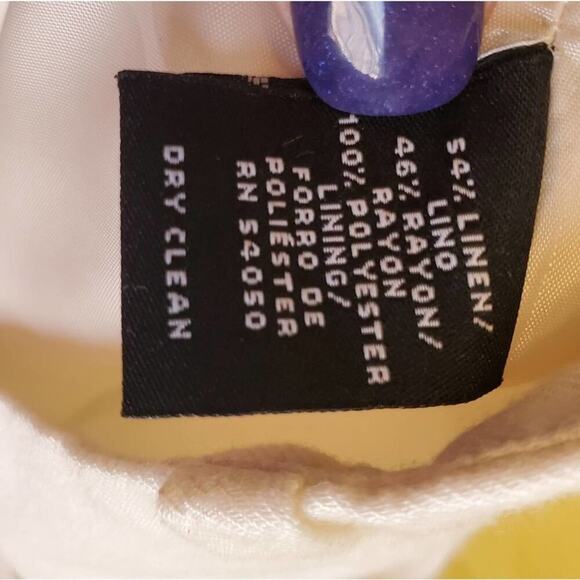 54% LINEN/
LINO
46% RAYON/
RAYON
100% POLYESTER
LINING/
FORRO DE
POLIÉSTER
RN 54050
DRY CLEAN